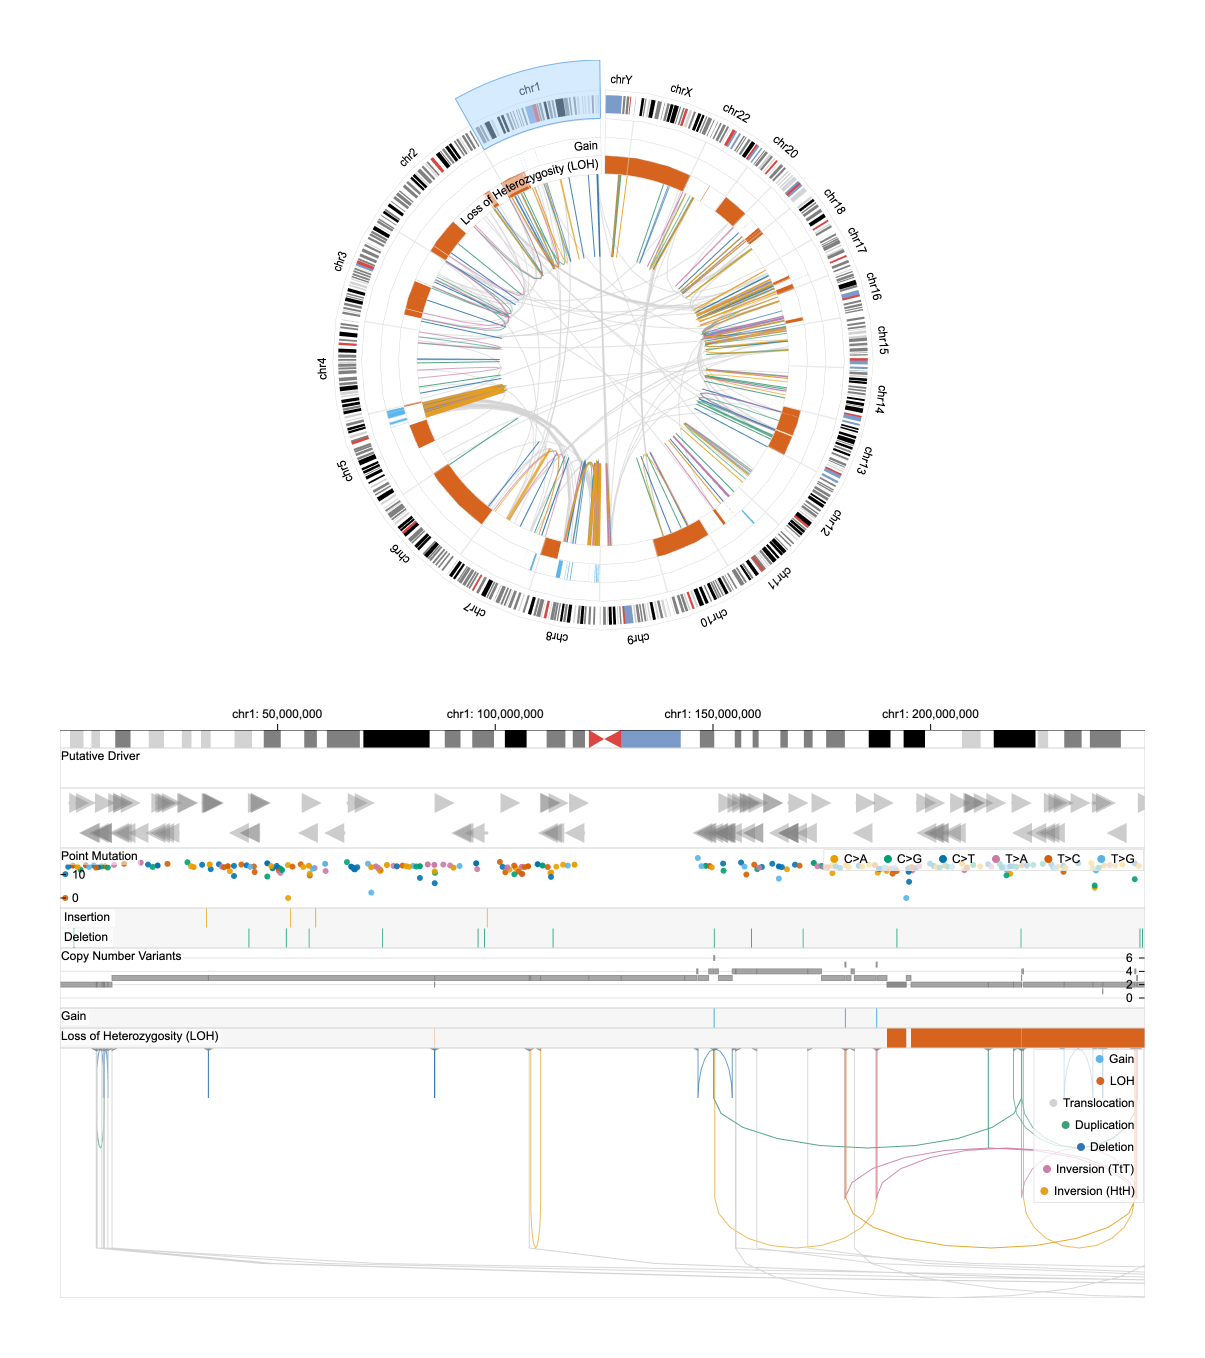 chr1
chrY
chrX
chr22
chr20
chr18
chr17
chr16
chr15
chr14
chr13
chr12
chr11
chr10
chr9
chr8
chr7
chr6
chr5
chr4
chr3
chr2
Gain
Loss of Heterozygosity (LOH)
chr1: 50,000,000 chr1: 100,000,000 chr1: 150,000,000 chr1: 200,000,000
Putative Driver
Point Mutation
C>A C>G C>T T>A T>C T>G
10
0
Insertion
Deletion
Copy Number Variants
6
4
2
0
Gain
Loss of Heterozygosity (LOH)
Gain
LOH
Translocation
Duplication
Deletion
Inversion (TtT)
Inversion (HtH)